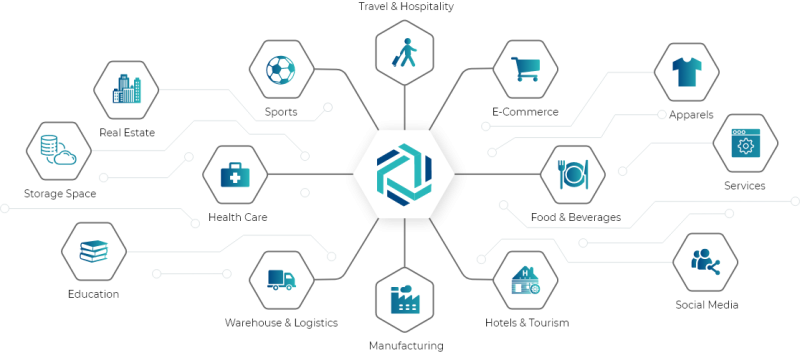 Travel & Hospitality
Sports
E-Commerce
Real Estate
Apparels
Storage Space
Health Care
Food & Beverages
Services
Education
Warehouse & Logistics
Manufacturing
Hotels & Tourism
Social Media